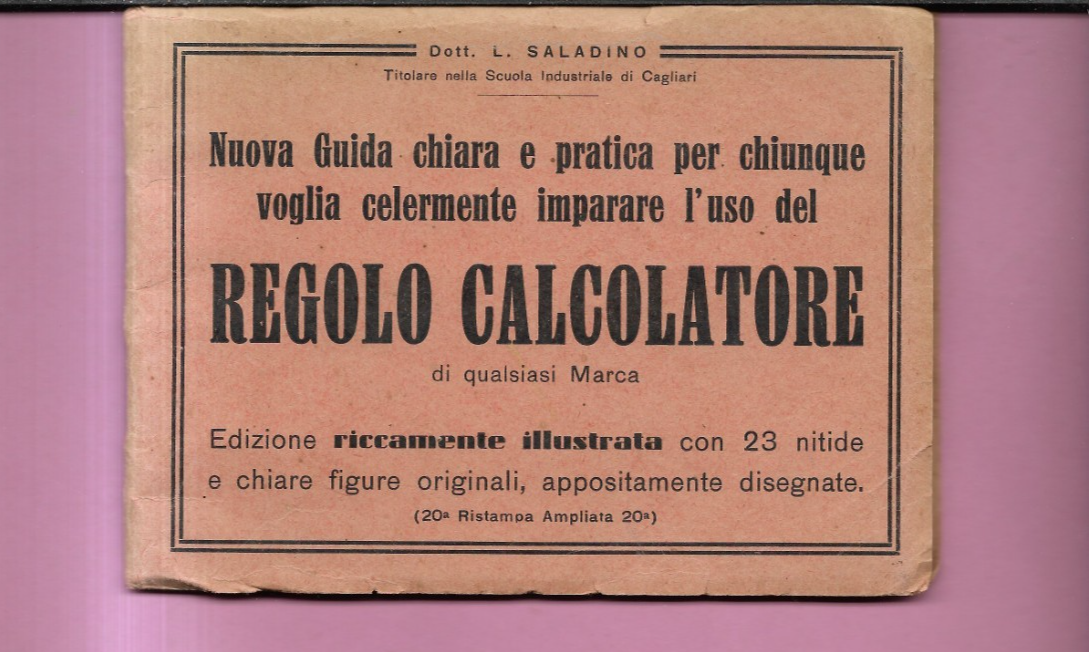 Dott. L. SALADINO
Titolare nella Scuola Industriale di Cagliari
Nuova Guida chiara e pratica per chiunque
voglia celermente imparare l'uso del
REGOLO CALCOLATORE
di qualsiasi Marca
Edizione riccamente illustrata con 23 nitide
e chiare figure originali, appositamente disegnate.
(20ª Ristampa Ampliata 20ª)